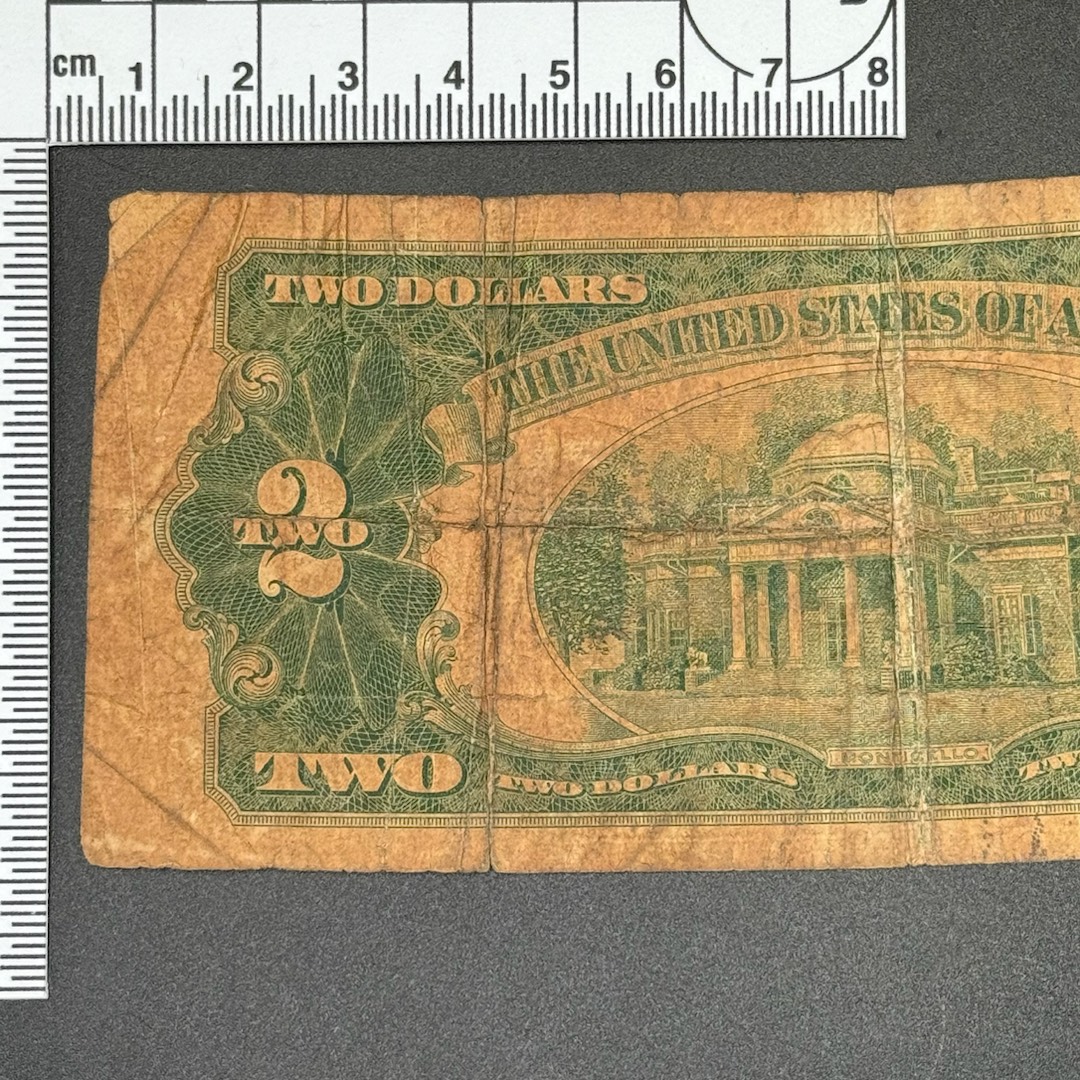 cm 1 2 3 4 5 6 7 8
TWO DOLLARS
THE UNITED STATES OF A
2
TWO
MONTICELLO
TWO
TWO DOLLARS
TW